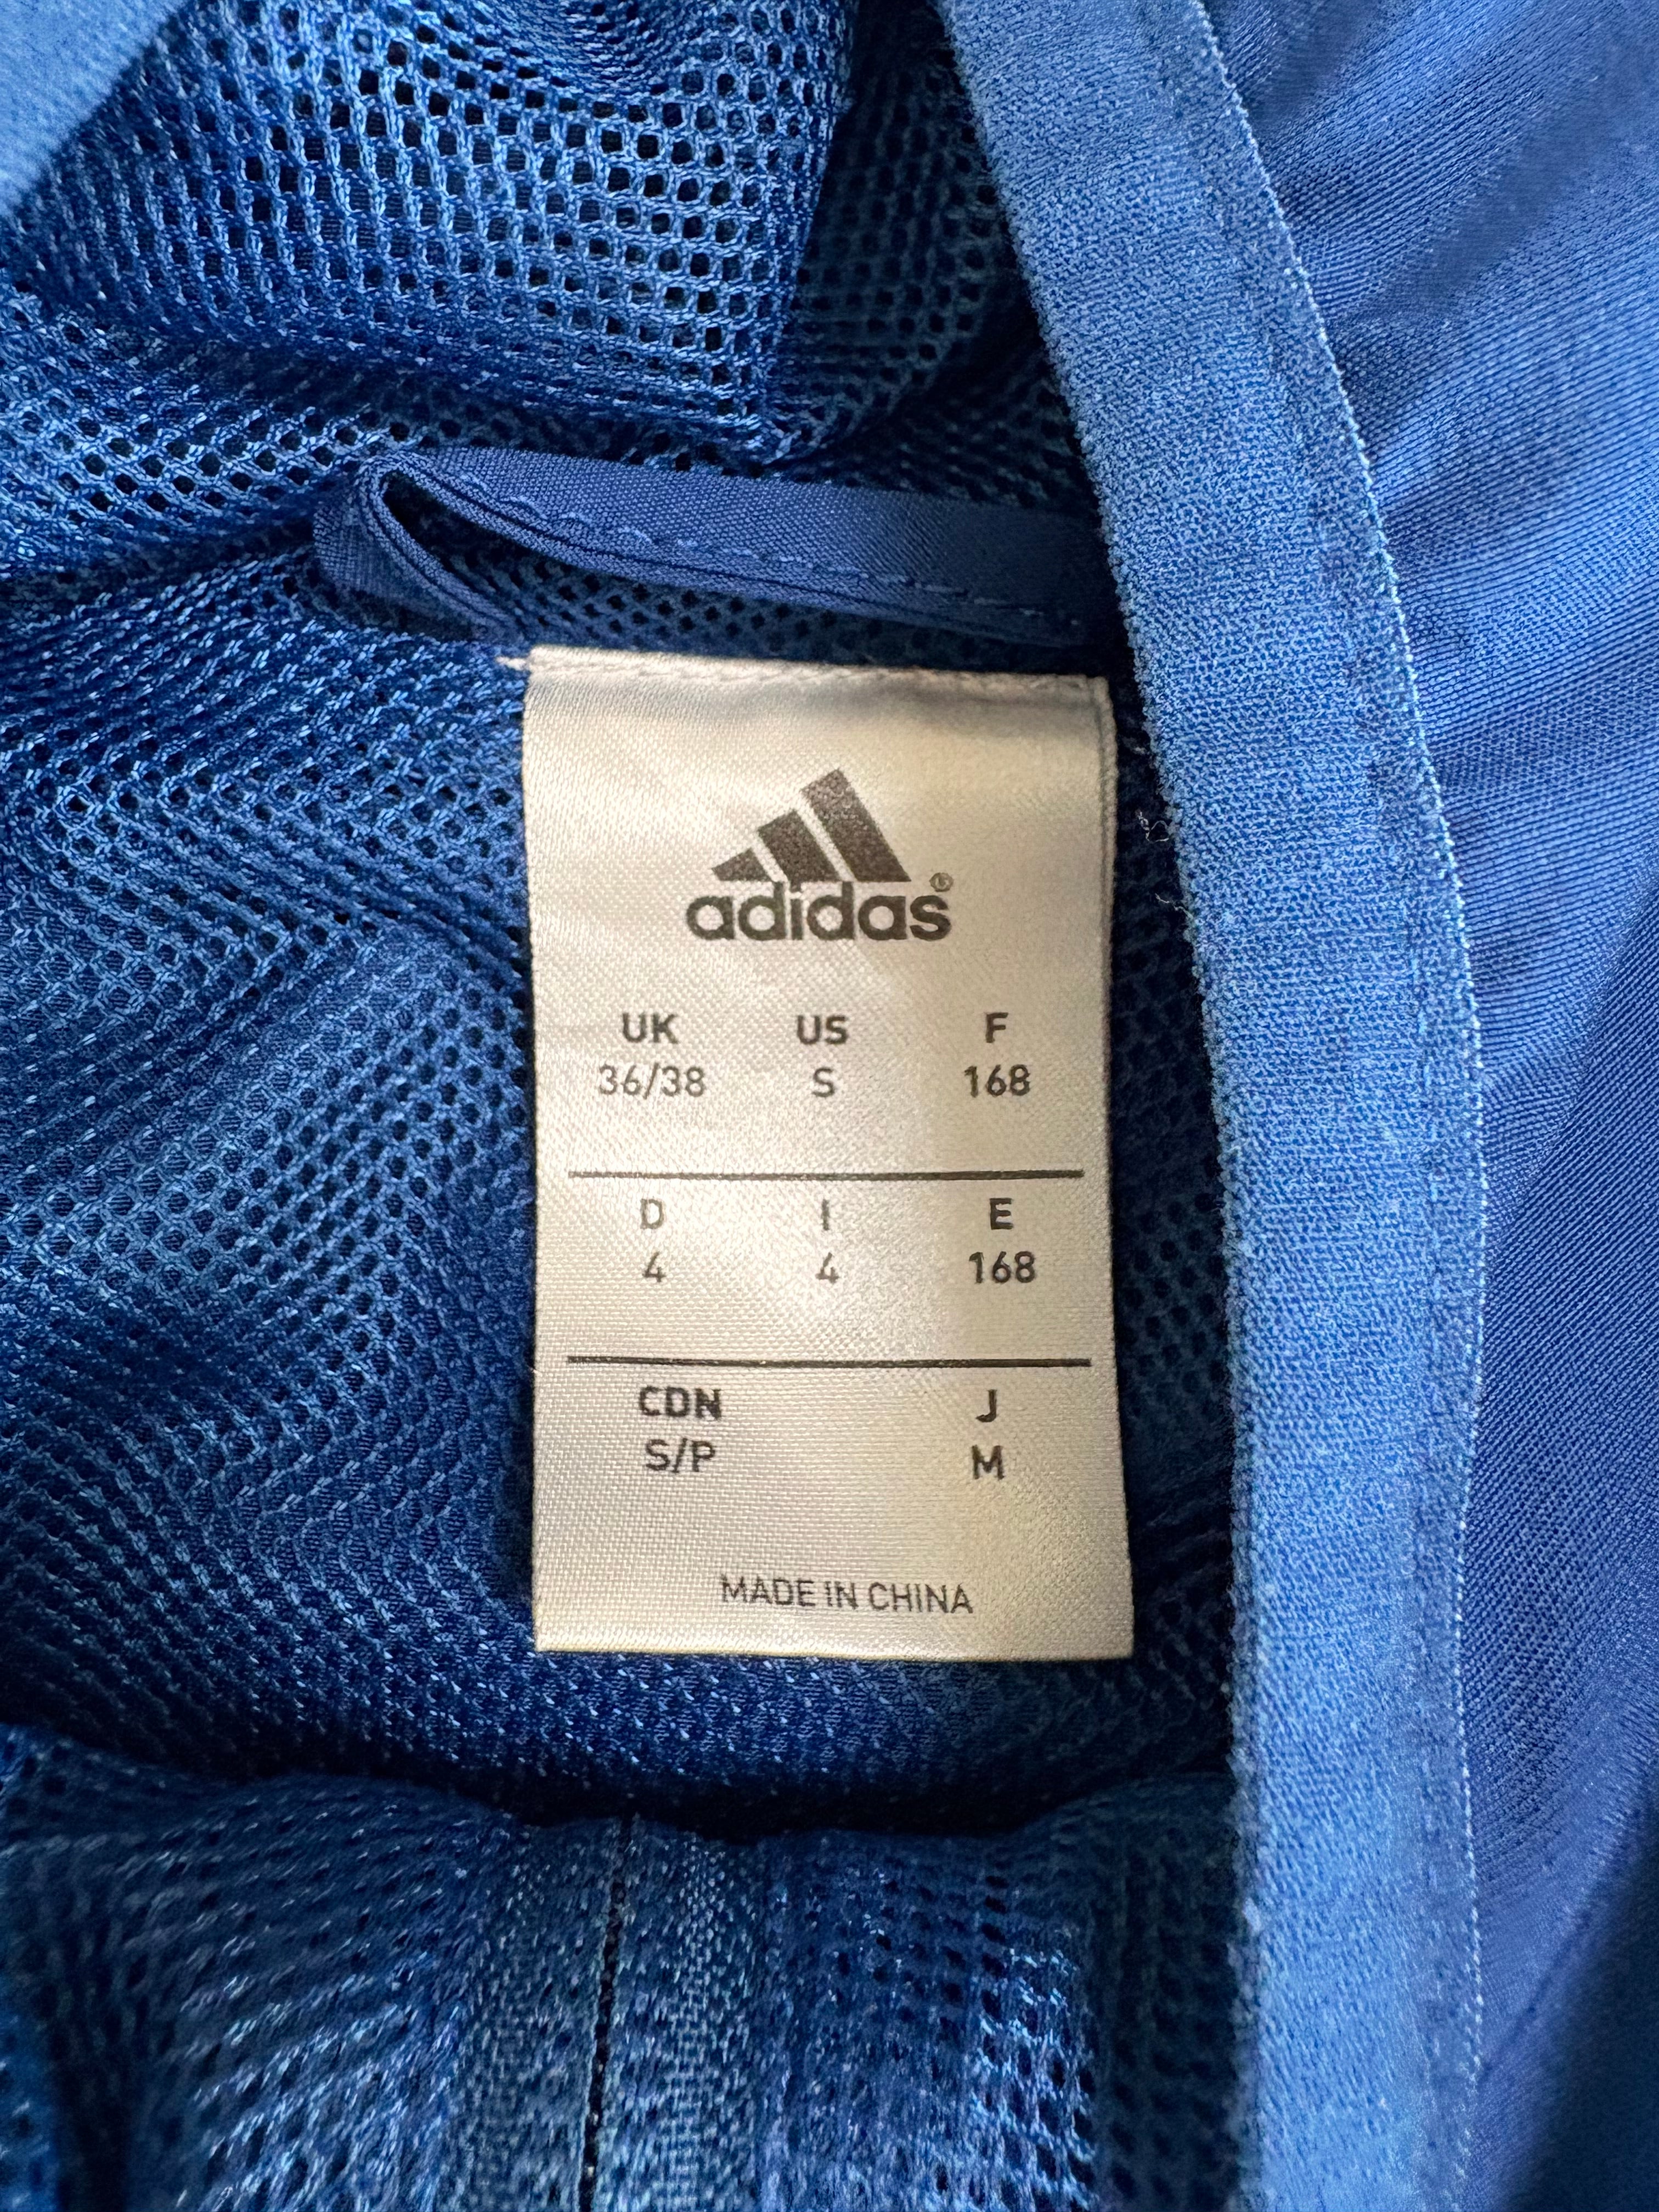 adidas®
UK US F
36/38 S 168
D I E
4 4 168
CDN J
S/P M
MADE IN CHINA